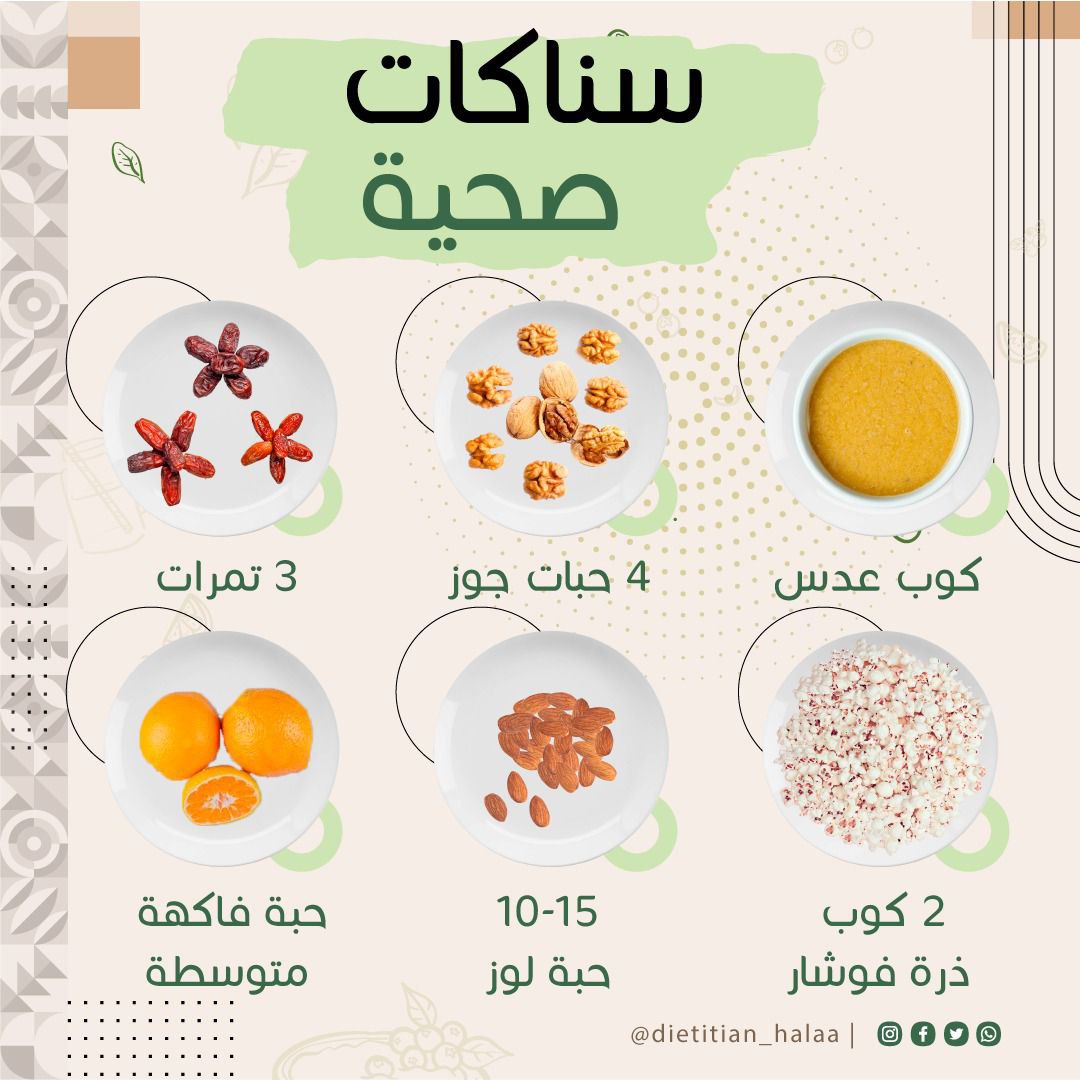 سناكات
صحية
كوب عدس
4 حبات جوز
3 تمرات
2 كوب
ذرة فوشار
10-15
حبة لوز
حبة فاكهة
متوسطة
@dietitian_halaa |